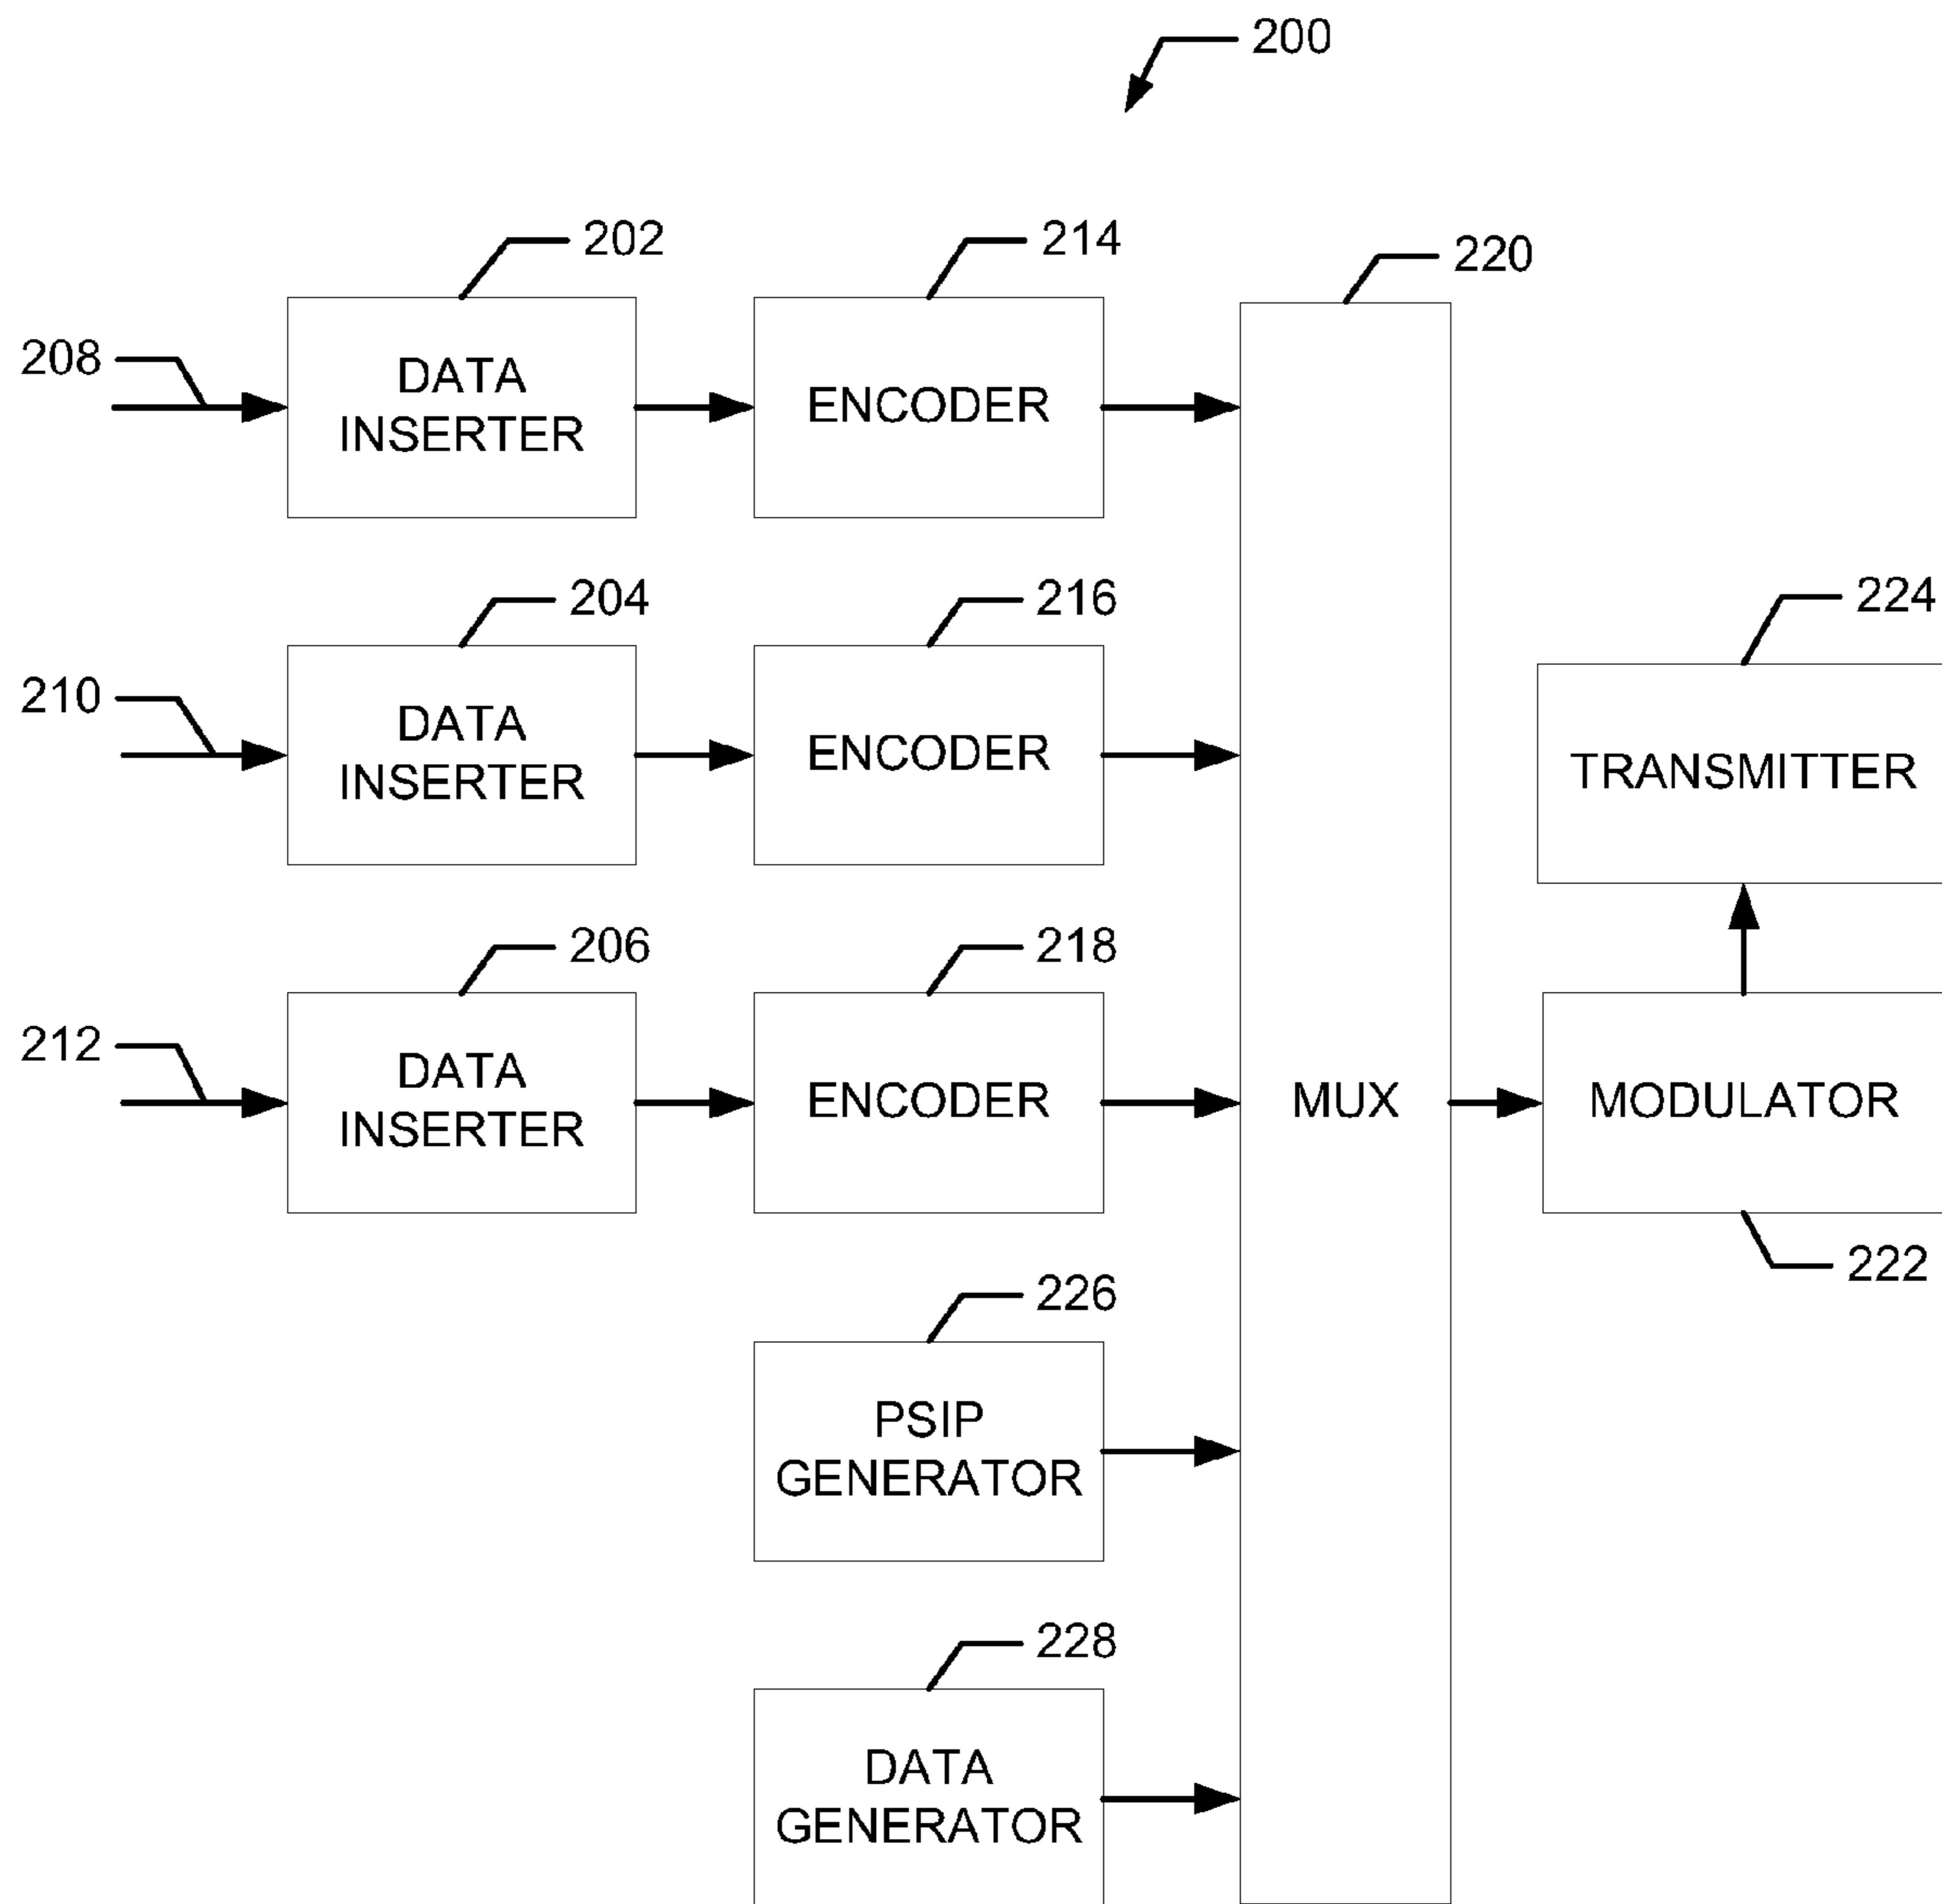 200
202
214
220
208
DATA
INSERTER
ENCODER
204
216
224
210
DATA
INSERTER
ENCODER
TRANSMITTER
206
218
212
DATA
INSERTER
ENCODER
MUX
MODULATOR
222
226
PSIP
GENERATOR
228
DATA
GENERATOR